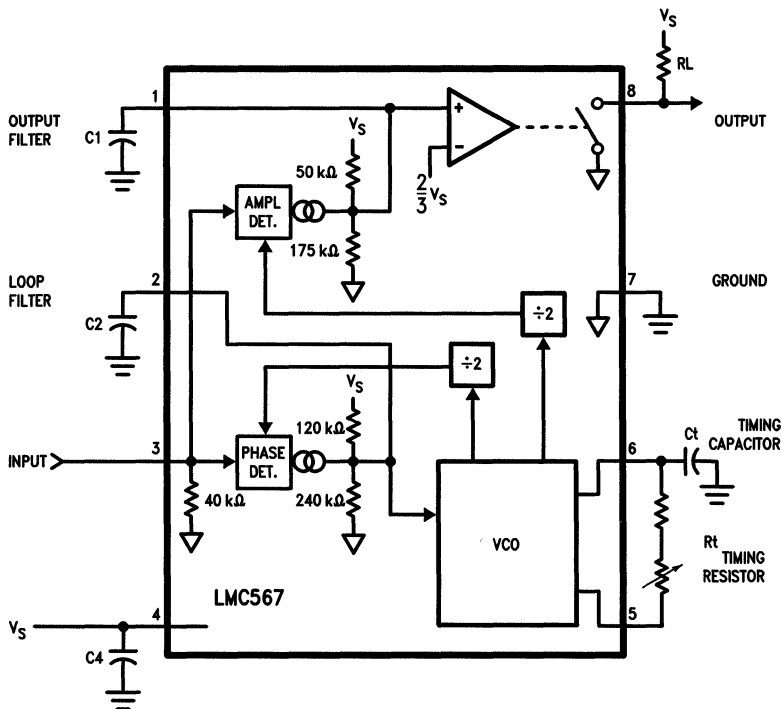 V_S
RL
1
8
OUTPUT
FILTER
C1
V_S
+
−
OUTPUT
50 kΩ
2/3 V_S
AMPL
DET.
175 kΩ
LOOP
FILTER
2
7
GROUND
C2
÷2
÷2
V_S
120 kΩ
TIMING
CAPACITOR
Ct
INPUT
3
PHASE
DET.
6
40 kΩ
240 kΩ
VCO
Rt
TIMING
RESISTOR
LMC567
V_S
4
5
C4